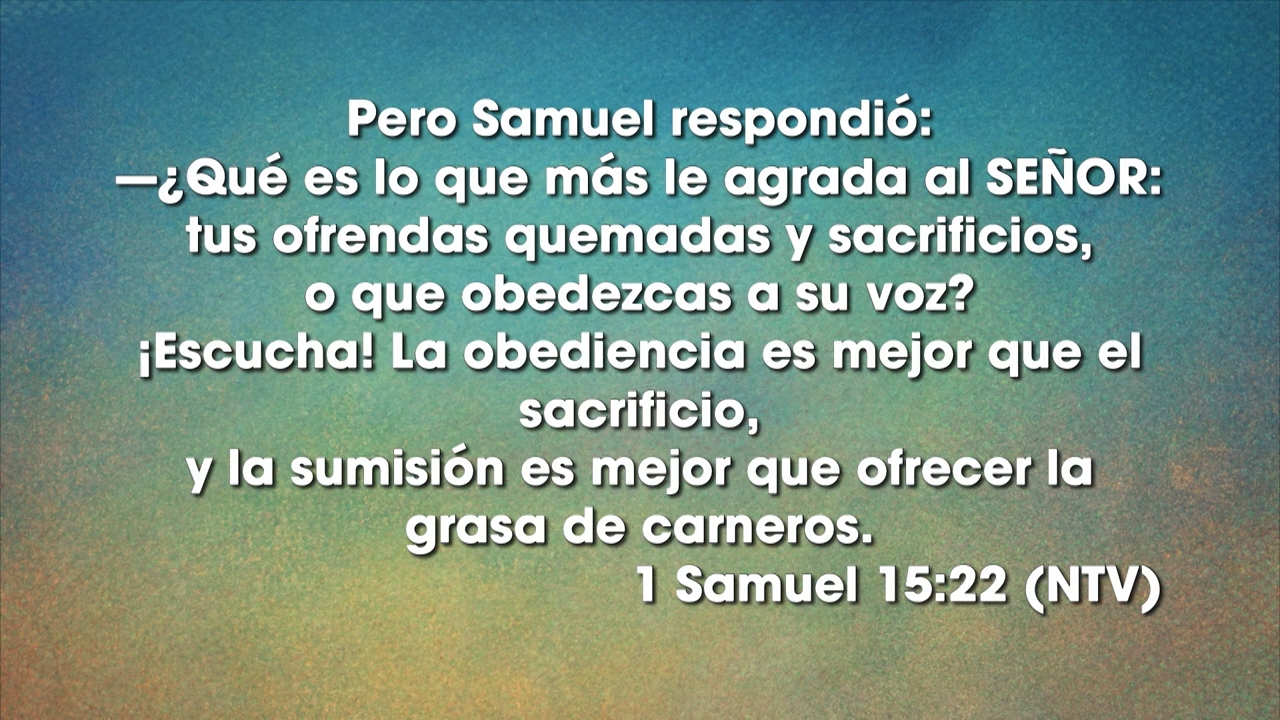 Pero Samuel respondió:
—¿Qué es lo que más le agrada al SEÑOR:
tus ofrendas quemadas y sacrificios,
o que obedezcas a su voz?
¡Escucha! La obediencia es mejor que el
sacrificio,
y la sumisión es mejor que ofrecer la
grasa de carneros.
1 Samuel 15:22 (NTV)